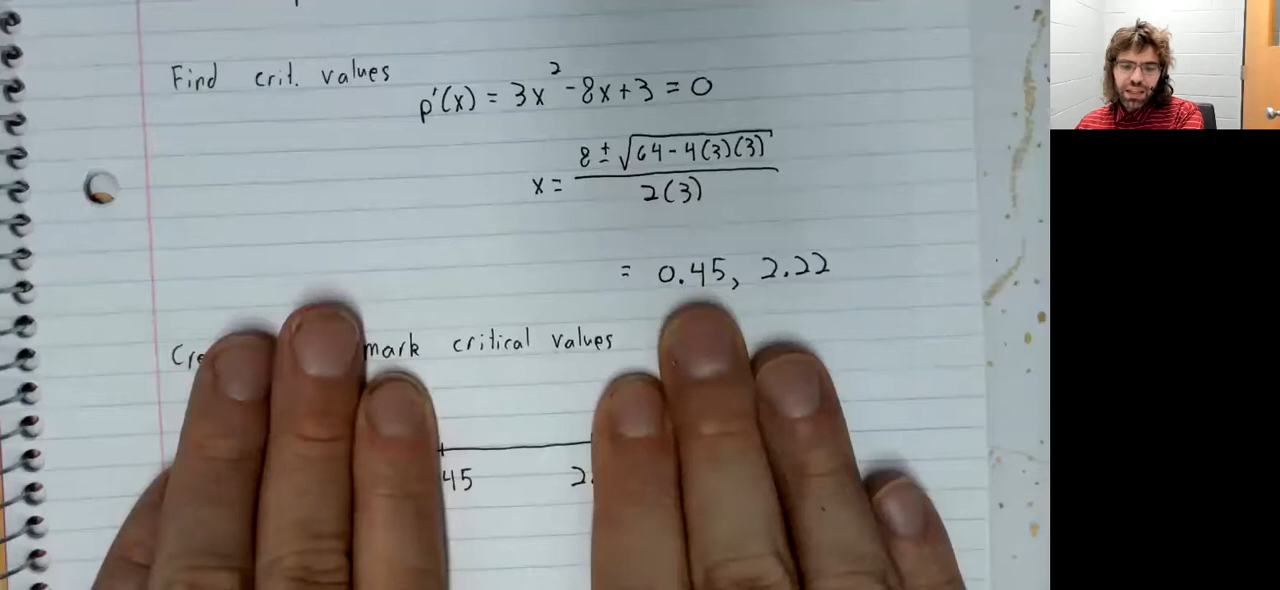 Find crit. values
p'(x) = 3x² - 8x + 3 = 0
x = 8 ± √64 - 4(3)(3) / 2(3)
= 0.45, 2.22
mark critical values
45 2.